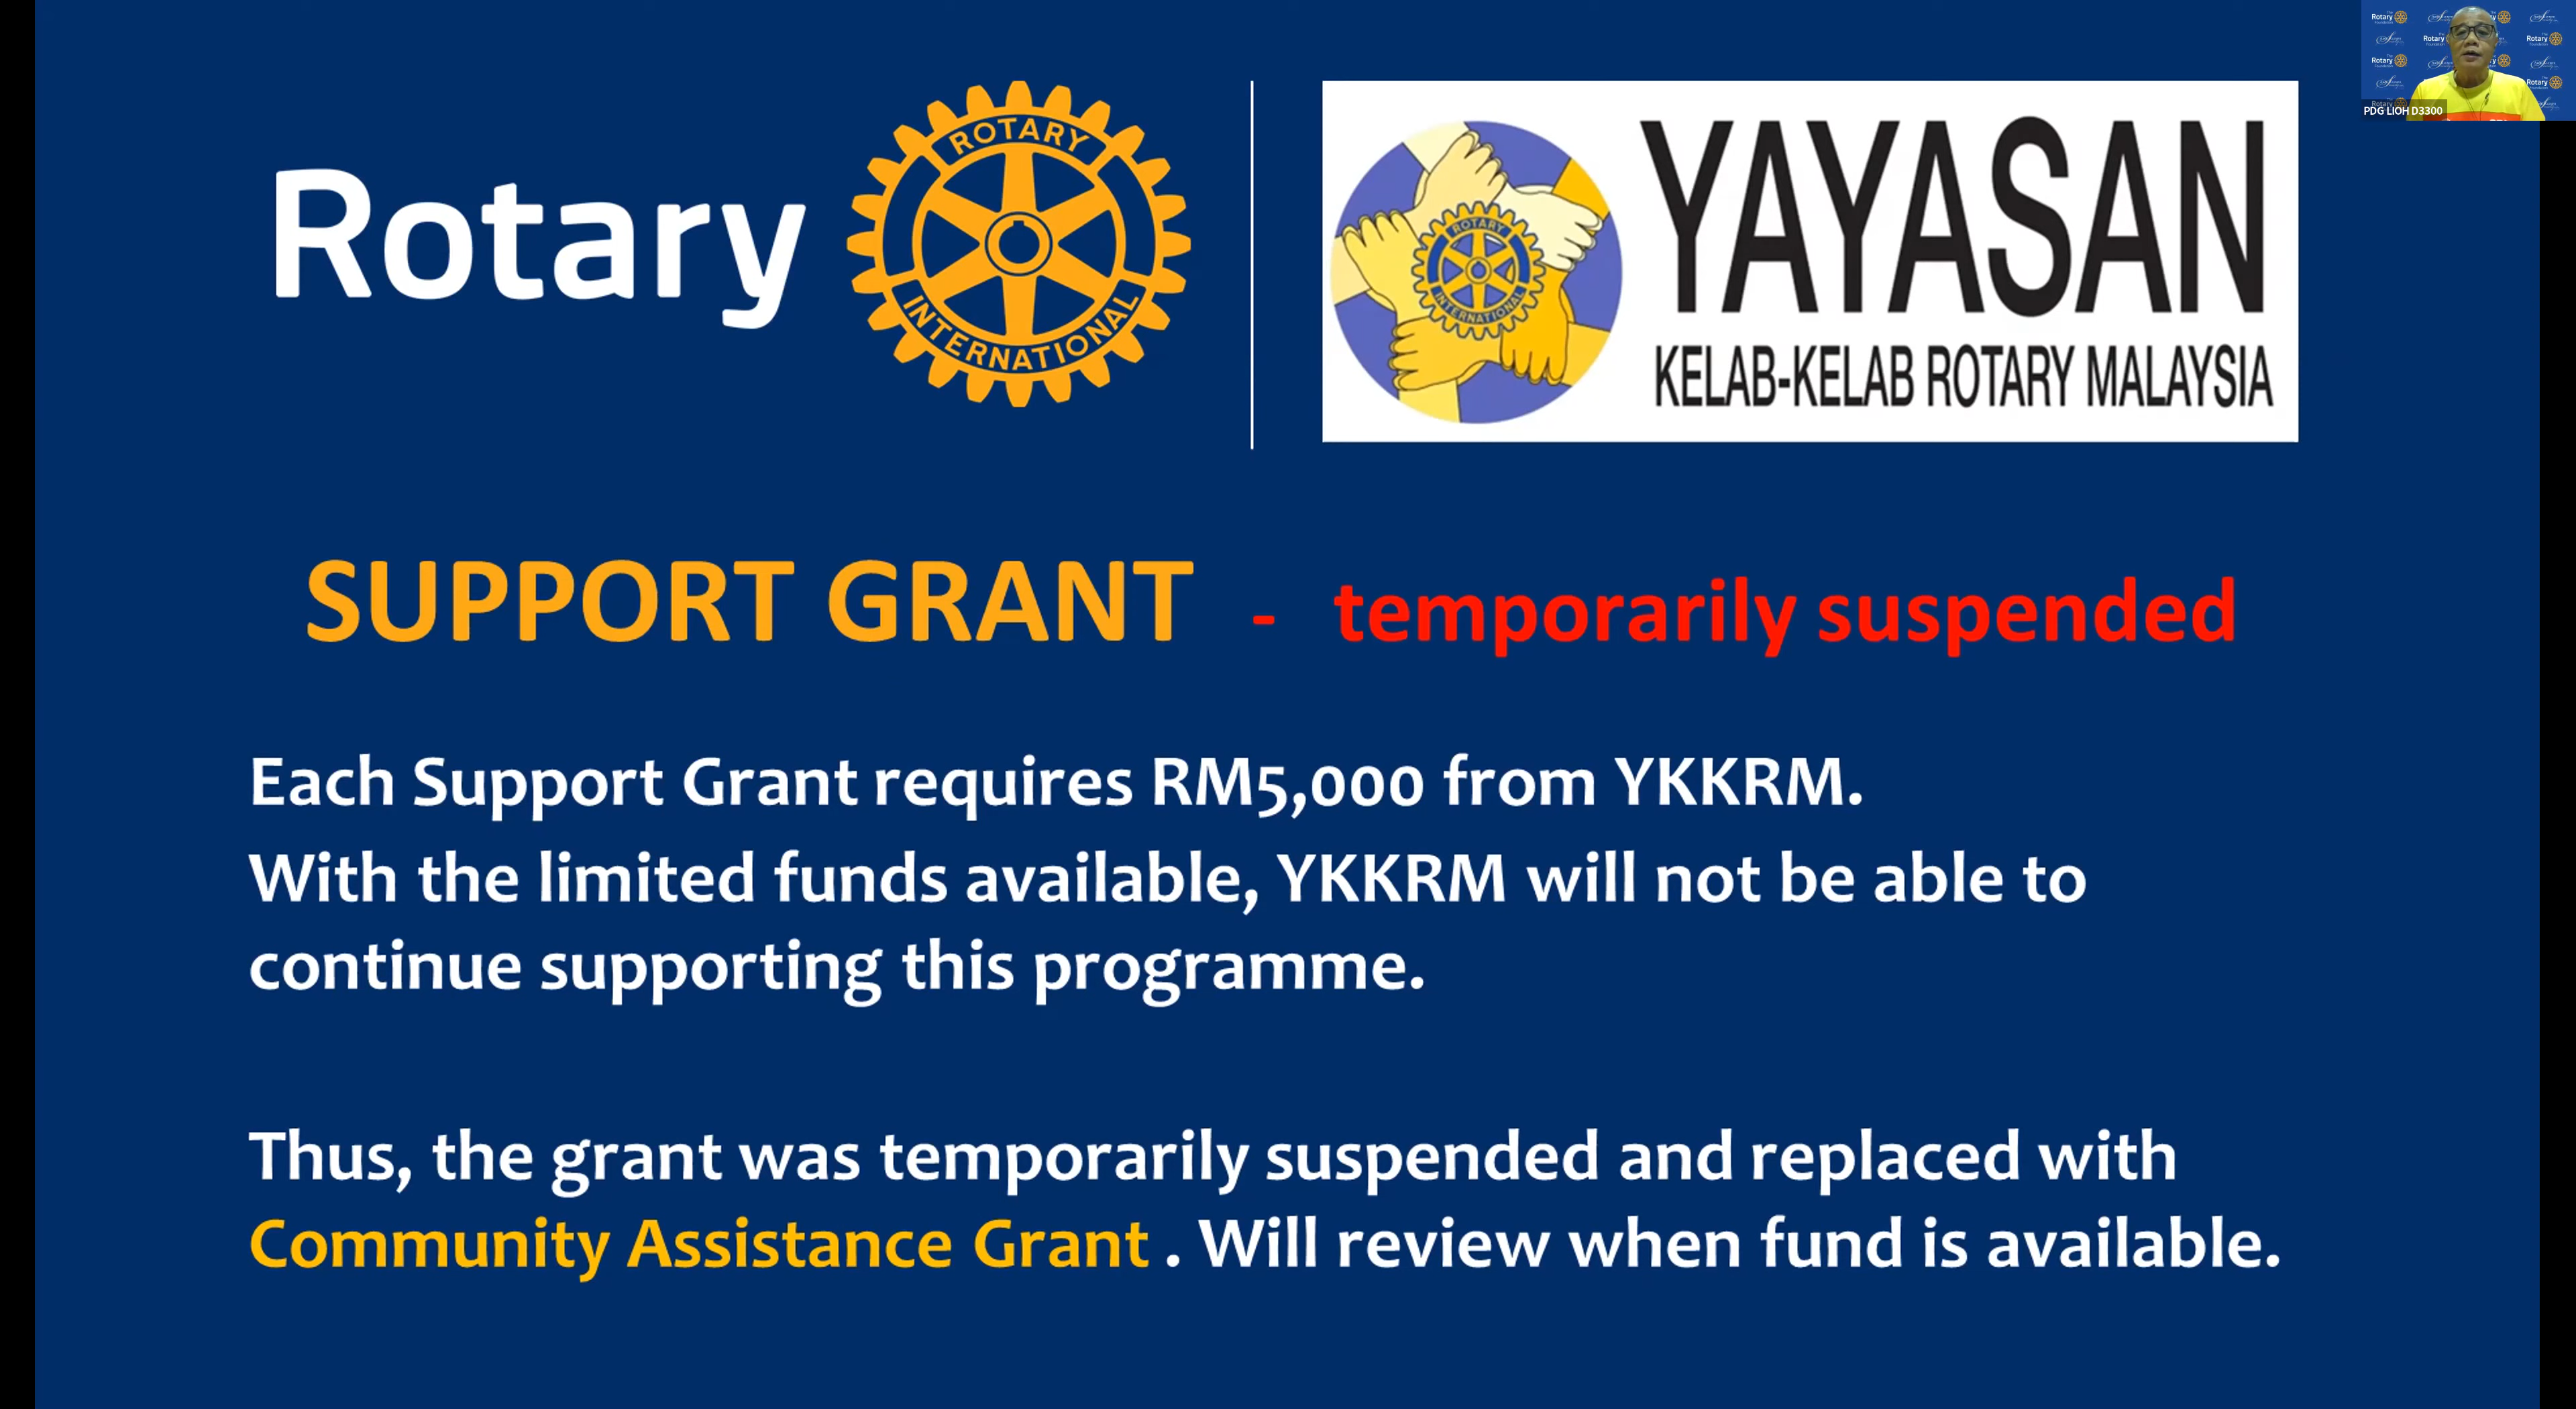 Rotary
ROTARY
INTERNATIONAL
ROTARY
INTERNATIONAL
YAYASAN
KELAB-KELAB ROTARY MALAYSIA
PDG LIOH D3300
SUPPORT GRANT - temporarily suspended
Each Support Grant requires RM5,000 from YKKRM.
With the limited funds available, YKKRM will not be able to
continue supporting this programme.
Thus, the grant was temporarily suspended and replaced with
Community Assistance Grant . Will review when fund is available.